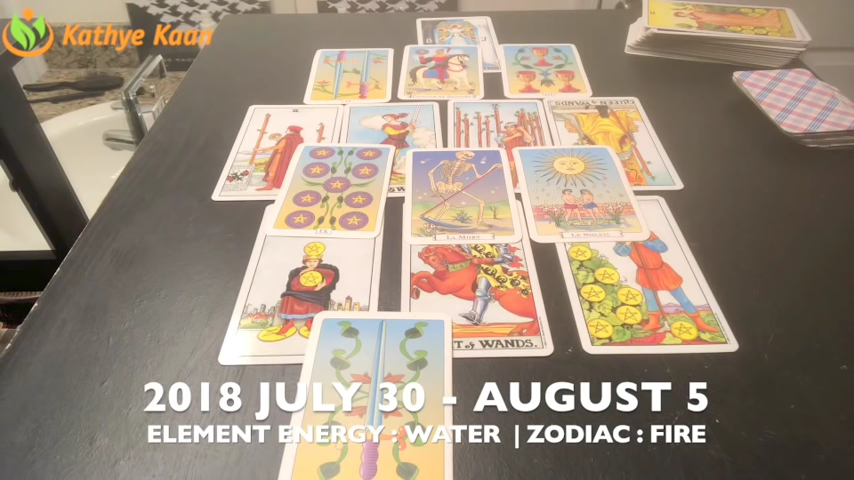 Kathye Kaan
QUEEN of WANDS
IX
LA MORT
LE SOLEIL
T of WANDS.
2018 JULY 30 - AUGUST 5
ELEMENT ENERGY : WATER | ZODIAC : FIRE